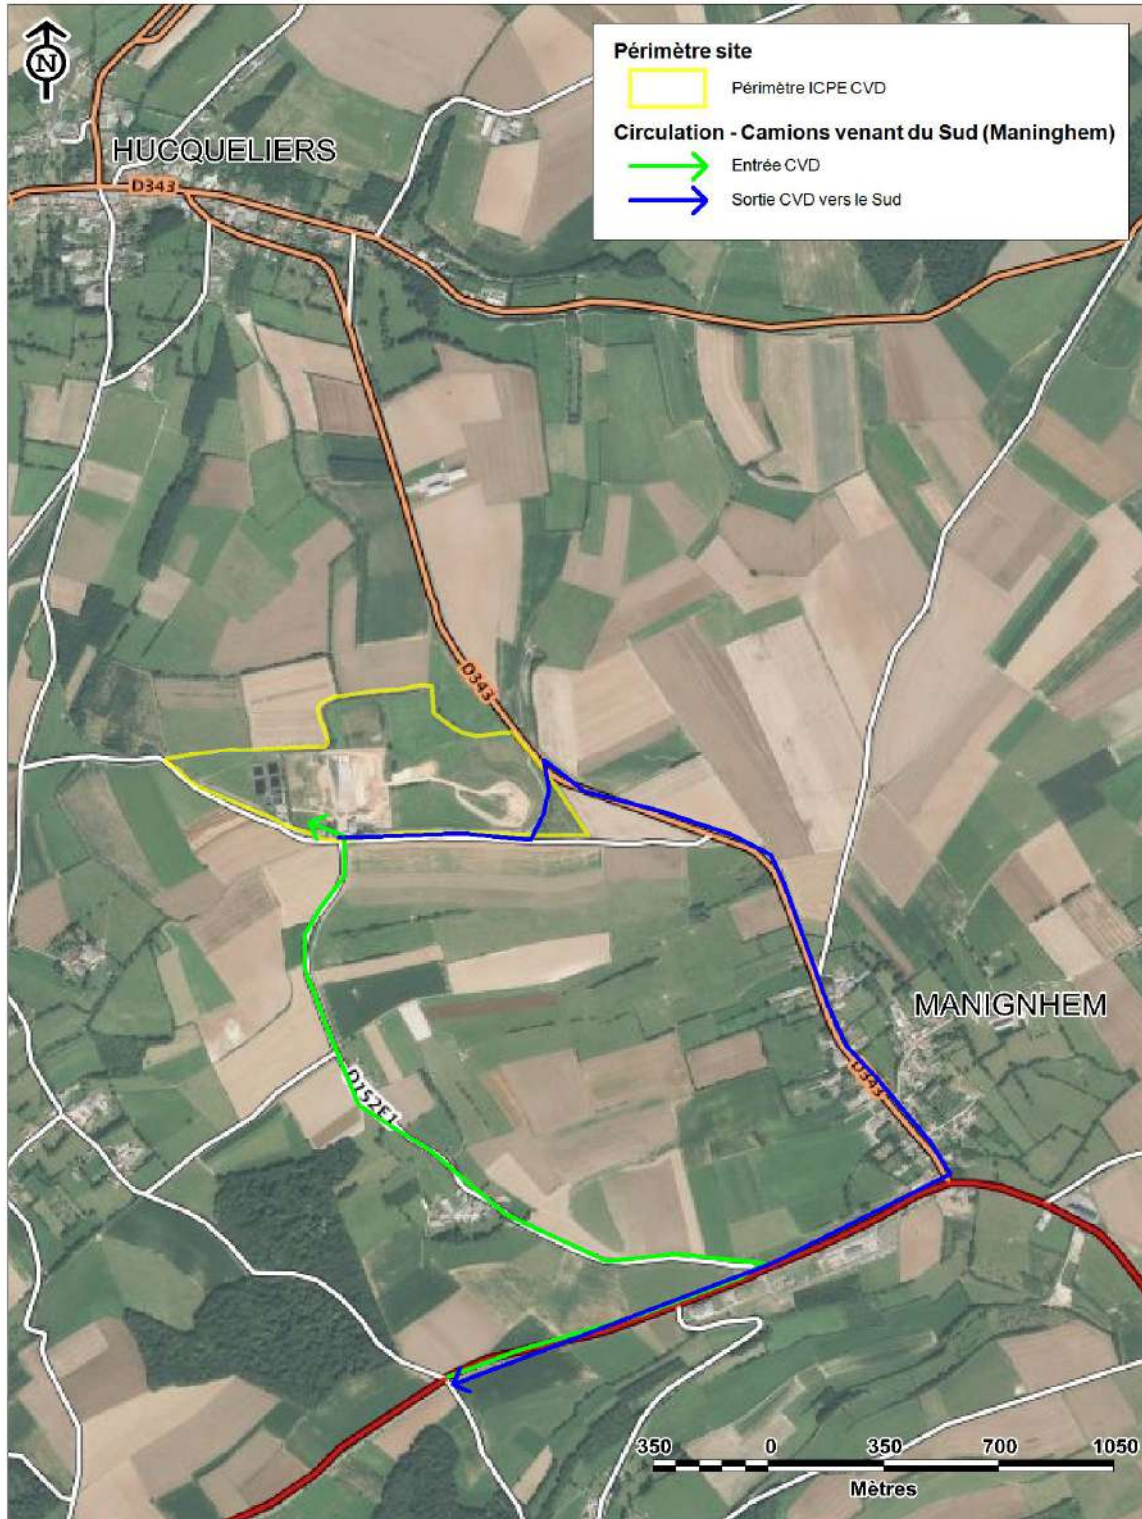 N
Périmètre site
Périmètre ICPE CVD
Circulation - Camions venant du Sud (Maninghem)
Entrée CVD
Sortie CVD vers le Sud
HUCQUELIERS
D343
D343
MANIGNHEM
D343
D152E1
350 0 350 700 1050
Mètres